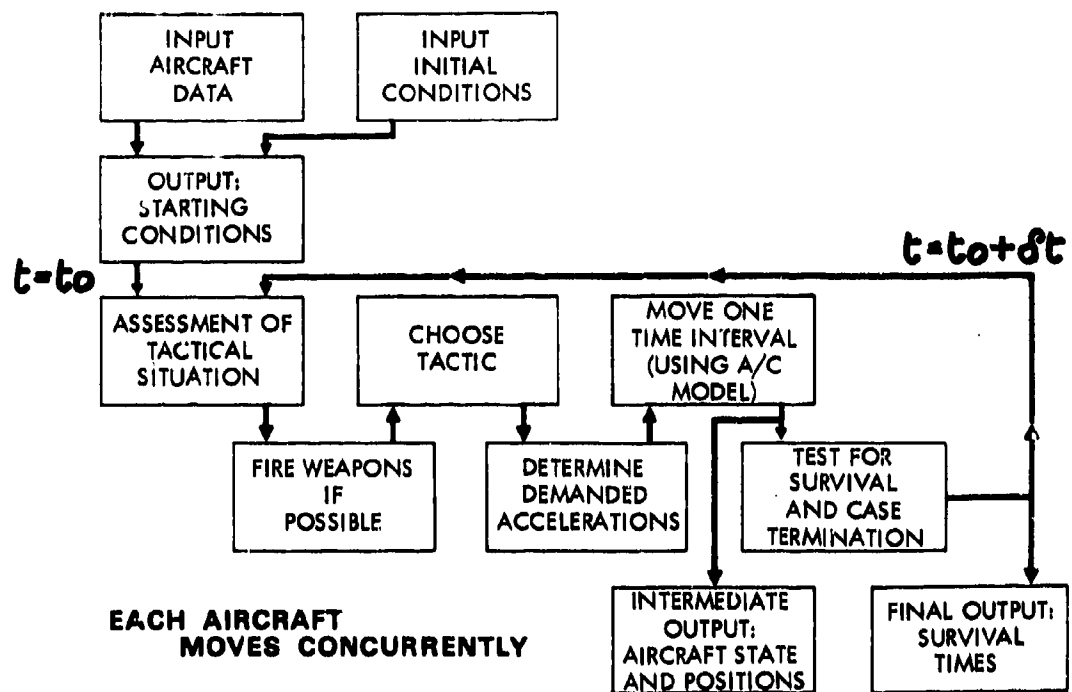 INPUT
AIRCRAFT
DATA
INPUT
INITIAL
CONDITIONS
OUTPUT:
STARTING
CONDITIONS
t=to
t=to+δt
ASSESSMENT OF
TACTICAL
SITUATION
CHOOSE
TACTIC
MOVE ONE
TIME INTERVAL
(USING A/C
MODEL)
FIRE WEAPONS
IF
POSSIBLE
DETERMINE
DEMANDED
ACCELERATIONS
TEST FOR
SURVIVAL
AND CASE
TERMINATION
INTERMEDIATE
OUTPUT:
AIRCRAFT STATE
AND POSITIONS
FINAL OUTPUT:
SURVIVAL
TIMES
EACH AIRCRAFT
MOVES CONCURRENTLY